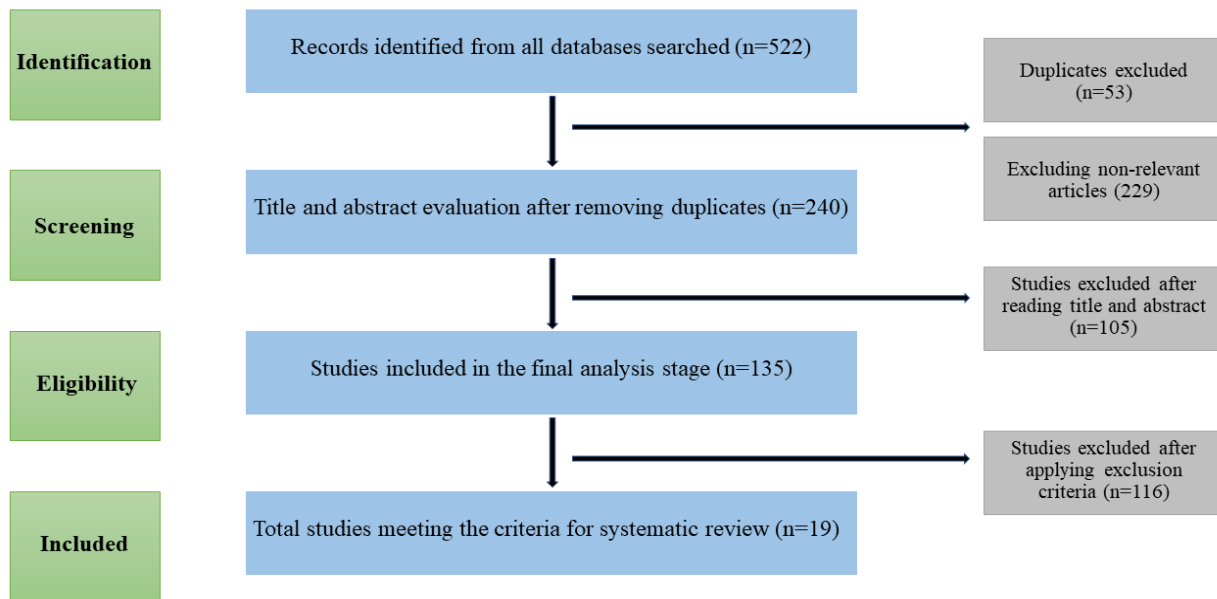 Identification
Records identified from all databases searched (n=522)
Duplicates excluded
(n=53)
Excluding non-relevant
articles (229)
Screening
Title and abstract evaluation after removing duplicates (n=240)
Studies excluded after
reading title and abstract
(n=105)
Eligibility
Studies included in the final analysis stage (n=135)
Studies excluded after
applying exclusion
criteria (n=116)
Included
Total studies meeting the criteria for systematic review (n=19)